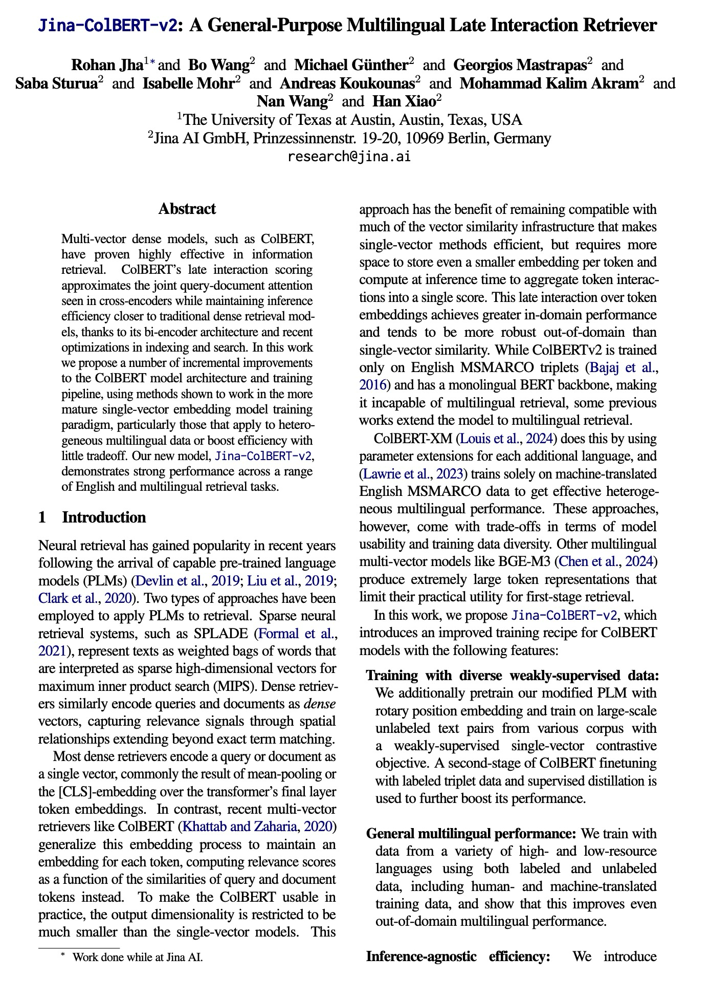 Jina-ColBERT-v2: A General-Purpose Multilingual Late Interaction Retriever
Rohan Jha1* and Bo Wang2 and Michael Günther2 and Georgios Mastrapas2 and
Saba Sturua2 and Isabelle Mohr2 and Andreas Koukounas2 and Mohammad Kalim Akram2 and
Nan Wang2 and Han Xiao2
1The University of Texas at Austin, Austin, Texas, USA
2Jina AI GmbH, Prinzessinnenstr. 19-20, 10969 Berlin, Germany
research@jina.ai
Abstract
Multi-vector dense models, such as ColBERT,
have proven highly effective in information
retrieval. ColBERT's late interaction scoring
approximates the joint query-document attention
seen in cross-encoders while maintaining inference
efficiency closer to traditional dense retrieval mod-
els, thanks to its bi-encoder architecture and recent
optimizations in indexing and search. In this work
we propose a number of incremental improvements
to the ColBERT model architecture and training
pipeline, using methods shown to work in the more
mature single-vector embedding model training
paradigm, particularly those that apply to hetero-
geneous multilingual data or boost efficiency with
little tradeoff. Our new model, Jina-ColBERT-v2,
demonstrates strong performance across a range
of English and multilingual retrieval tasks.
1 Introduction
Neural retrieval has gained popularity in recent years
following the arrival of capable pre-trained language
models (PLMs) (Devlin et al., 2019; Liu et al., 2019;
Clark et al., 2020). Two types of approaches have been
employed to apply PLMs to retrieval. Sparse neural
retrieval systems, such as SPLADE (Formal et al.,
2021), represent texts as weighted bags of words that
are interpreted as sparse high-dimensional vectors for
maximum inner product search (MIPS). Dense retriev-
ers similarly encode queries and documents as dense
vectors, capturing relevance signals through spatial
relationships extending beyond exact term matching.
Most dense retrievers encode a query or document as
a single vector, commonly the result of mean-pooling or
the [CLS]-embedding over the transformer's final layer
token embeddings. In contrast, recent multi-vector
retrievers like ColBERT (Khattab and Zaharia, 2020)
generalize this embedding process to maintain an
embedding for each token, computing relevance scores
as a function of the similarities of query and document
tokens instead. To make the ColBERT usable in
practice, the output dimensionality is restricted to be
much smaller than the single-vector models. This
* Work done while at Jina AI.
approach has the benefit of remaining compatible with
much of the vector similarity infrastructure that makes
single-vector methods efficient, but requires more
space to store even a smaller embedding per token and
compute at inference time to aggregate token interac-
tions into a single score. This late interaction over token
embeddings achieves greater in-domain performance
and tends to be more robust out-of-domain than
single-vector similarity. While ColBERTv2 is trained
only on English MSMARCO triplets (Bajaj et al.,
2016) and has a monolingual BERT backbone, making
it incapable of multilingual retrieval, some previous
works extend the model to multilingual retrieval.
ColBERT-XM (Louis et al., 2024) does this by using
parameter extensions for each additional language, and
(Lawrie et al., 2023) trains solely on machine-translated
English MSMARCO data to get effective heteroge-
neous multilingual performance. These approaches,
however, come with trade-offs in terms of model
usability and training data diversity. Other multilingual
multi-vector models like BGE-M3 (Chen et al., 2024)
produce extremely large token representations that
limit their practical utility for first-stage retrieval.
In this work, we propose Jina-ColBERT-v2, which
introduces an improved training recipe for ColBERT
models with the following features:
Training with diverse weakly-supervised data:
We additionally pretrain our modified PLM with
rotary position embedding and train on large-scale
unlabeled text pairs from various corpus with
a weakly-supervised single-vector contrastive
objective. A second-stage of ColBERT finetuning
with labeled triplet data and supervised distillation is
used to further boost its performance.
General multilingual performance: We train with
data from a variety of high- and low-resource
languages using both labeled and unlabeled
data, including human- and machine-translated
training data, and show that this improves even
out-of-domain multilingual performance.
Inference-agnostic efficiency: We introduce